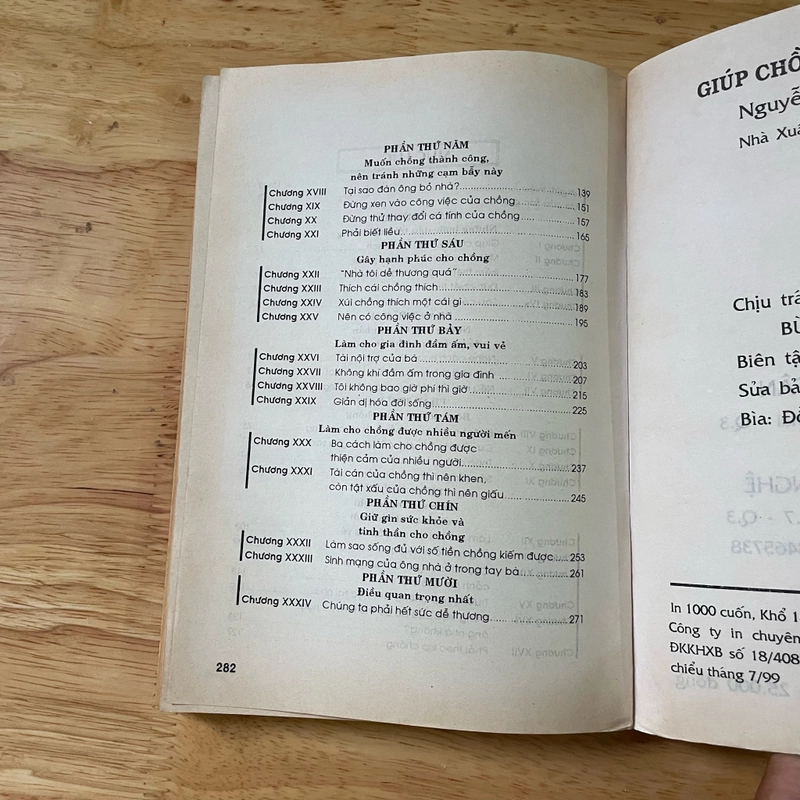 PHẦN THỨ NĂM
Muốn chồng thành công,
nên tránh những cạm bẫy này
Chương XVIII Tại sao đàn ông bỏ nhà? 139
Chương XIX Đừng xen vào công việc của chồng 151
Chương XX Đừng thử thay đổi cá tính của chồng 157
Chương XXI Phải biết liều 165
PHẦN THỨ SÁU
Gây hạnh phúc cho chồng
Chương XXII "Nhà tôi dễ thương quá" 177
Chương XXIII Thích cái chồng thích 183
Chương XXIV Xúi chồng thích một cái gì 189
Chương XXV Nên có công việc ở nhà 195
PHẦN THỨ BẢY
Làm cho gia đình đầm ấm, vui vẻ
Chương XXVI Tài nội trợ của bà 203
Chương XXVII Không khí đầm ấm trong gia đình 207
Chương XXVIII Tôi không bao giờ phí thì giờ 215
Chương XXIX Giản dị hóa đời sống 225
PHẦN THỨ TÁM
Làm cho chồng được nhiều người mến
Chương XXX Ba cách làm cho chồng được
thiện cảm của nhiều người 237
Chương XXXI Tài cán của chồng thì nên khen,
còn tật xấu của chồng thì nên giấu 245
PHẦN THỨ CHÍN
Giữ gìn sức khỏe và
tinh thần cho chồng
Chương XXXII Làm sao sống đủ với số tiền chồng kiếm được 253
Chương XXXIII Sinh mạng của ông nhà ở trong tay bà 261
PHẦN THỨ MƯỜI
Điều quan trọng nhất
Chương XXXIV Chúng ta phải hết sức dễ thương 271
282
GIÚP
Nhà
Chịu
Biên
Sửa
Bìa:
In 1000 cuốn, Khổ
Công ty in chuyên
ĐKKHXB số 18/408
chiểu tháng 7/99